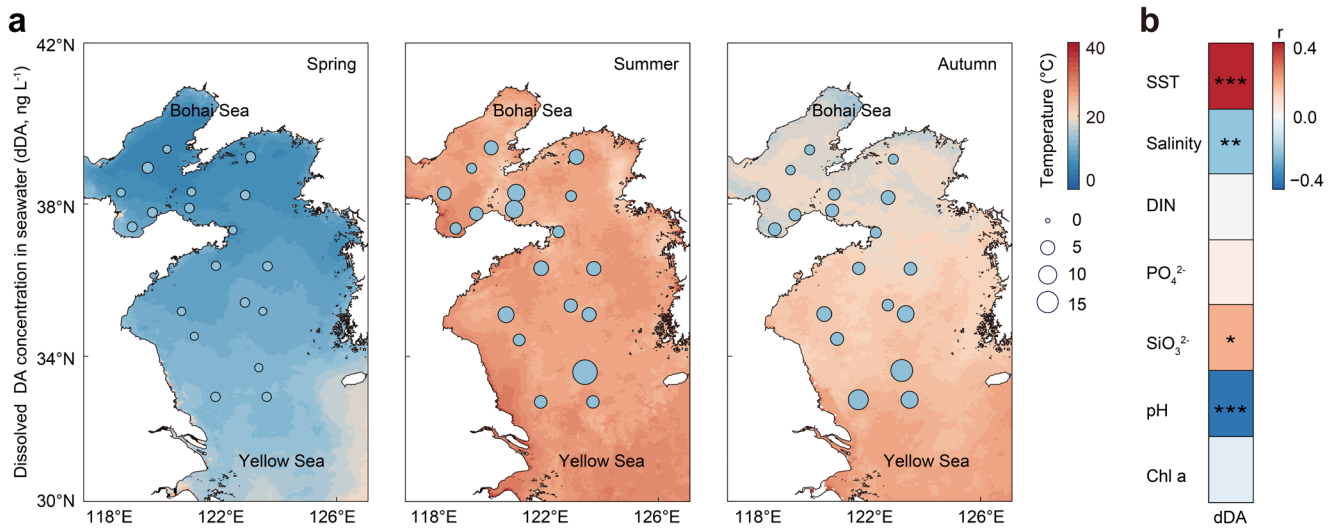 a
Dissolved DA concentration in seawater (dDA, ng L⁻¹)
42°N
38°N
34°N
30°N
Spring
Bohai Sea
Yellow Sea
118°E
122°E
126°E
Summer
Bohai Sea
Yellow Sea
118°E
122°E
126°E
Autumn
Bohai Sea
Yellow Sea
118°E
122°E
126°E
Temperature (°C)
40
20
0
0
5
10
15
b
SST
***
Salinity
**
DIN
PO₄²⁻
SiO₃²⁻
*
pH
***
Chl a
dDA
r
0.4
0.0
−0.4